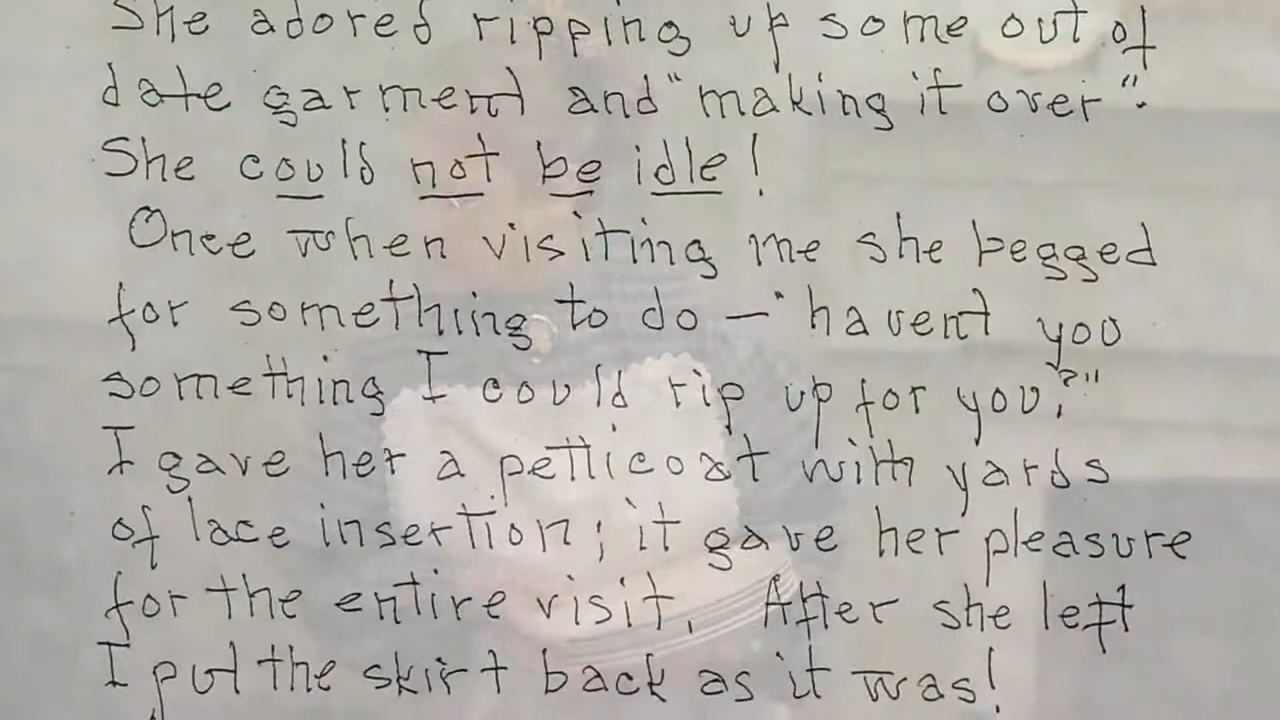 She adored ripping up some out of
date garment and "making it over".
She could not be idle!
Once when visiting me she begged
for something to do — "havent you
something I could rip up for you?"
I gave her a petticoat with yards
of lace insertion; it gave her pleasure
for the entire visit. After she left
I put the skirt back as it was!